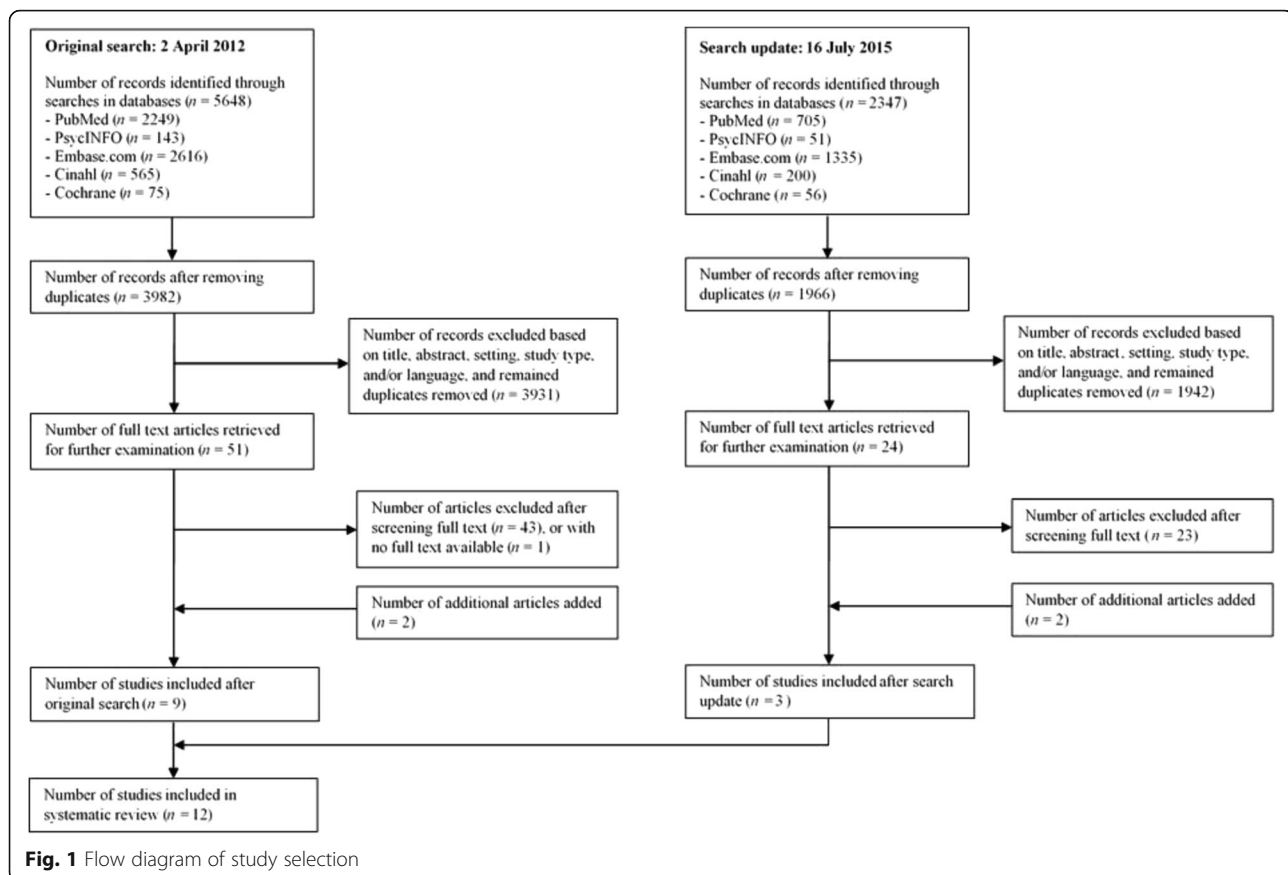 Original search: 2 April 2012
Number of records identified through
searches in databases (n = 5648)
- PubMed (n = 2249)
- PsycINFO (n = 143)
- Embase.com (n = 2616)
- Cinahl (n = 565)
- Cochrane (n = 75)
Number of records after removing
duplicates (n = 3982)
Number of records excluded based
on title, abstract, setting, study type,
and/or language, and remained
duplicates removed (n = 3931)
Number of full text articles retrieved
for further examination (n = 51)
Number of articles excluded after
screening full text (n = 43), or with
no full text available (n = 1)
Number of additional articles added
(n = 2)
Number of studies included after
original search (n = 9)
Number of studies included in
systematic review (n = 12)
Search update: 16 July 2015
Number of records identified through
searches in databases (n = 2347)
- PubMed (n = 705)
- PsycINFO (n = 51)
- Embase.com (n = 1335)
- Cinahl (n = 200)
- Cochrane (n = 56)
Number of records after removing
duplicates (n = 1966)
Number of records excluded based
on title, abstract, setting, study type,
and/or language, and remained
duplicates removed (n = 1942)
Number of full text articles retrieved
for further examination (n = 24)
Number of articles excluded after
screening full text (n = 23)
Number of additional articles added
(n = 2)
Number of studies included after search
update (n = 3)
Fig. 1 Flow diagram of study selection